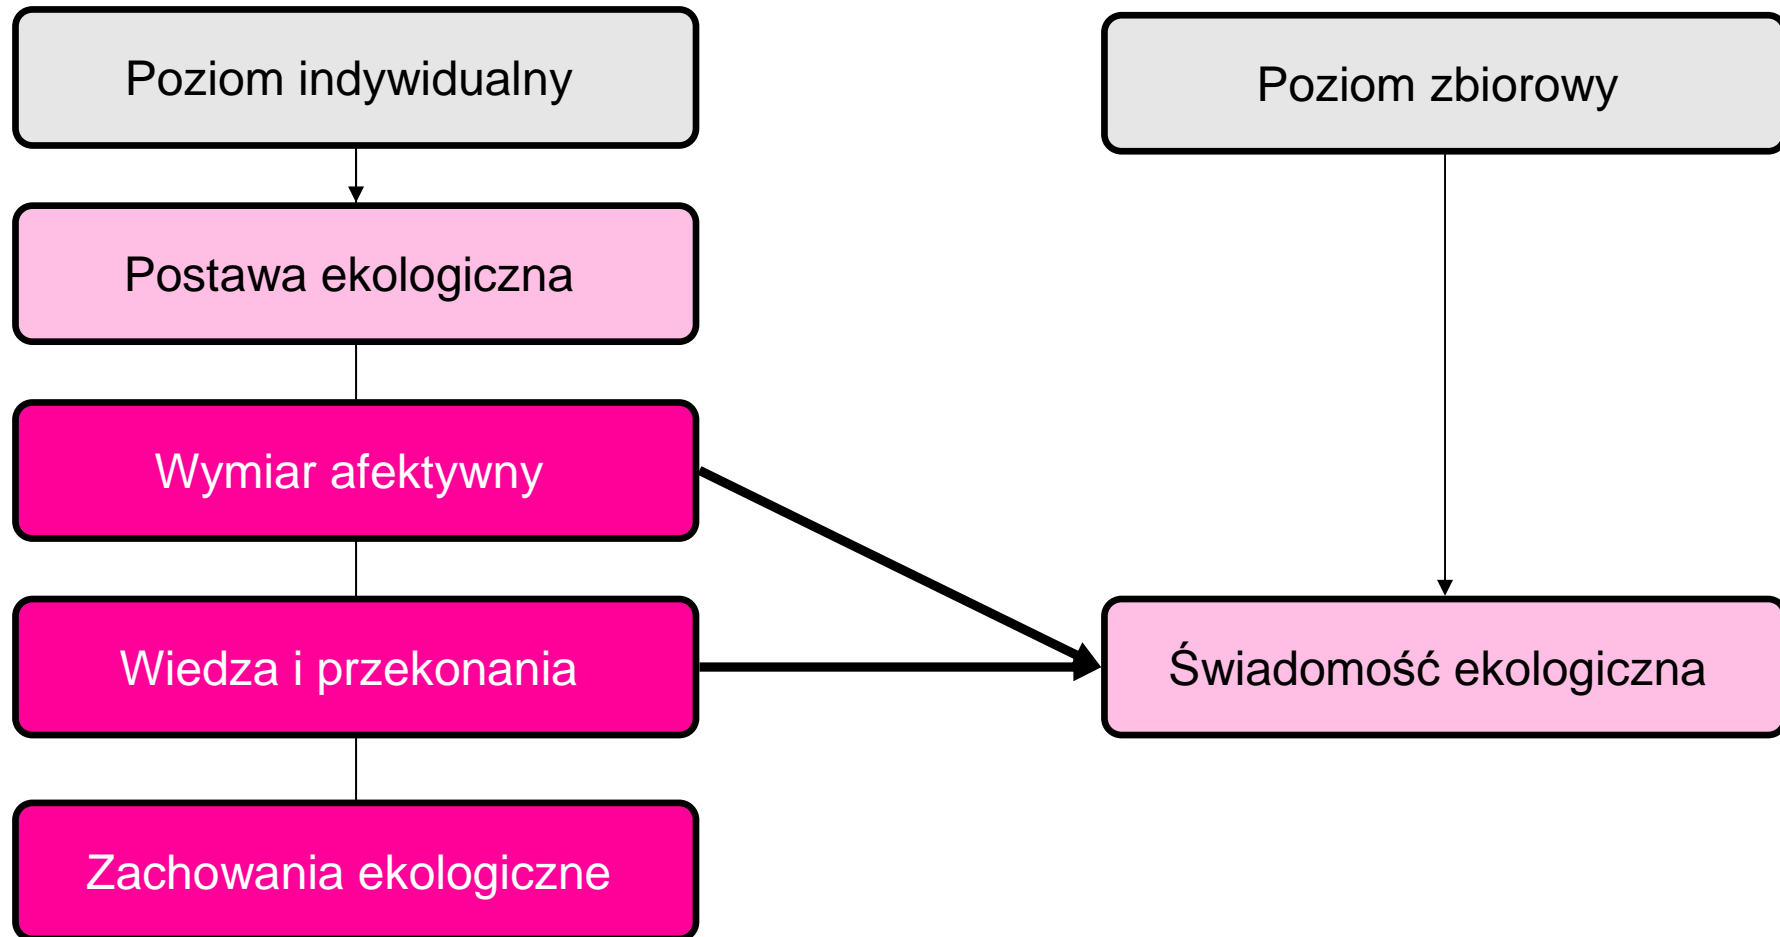 Poziom indywidualny
Poziom zbiorowy
Postawa ekologiczna
Wymiar afektywny
Wiedza i przekonania
Świadomość ekologiczna
Zachowania ekologiczne